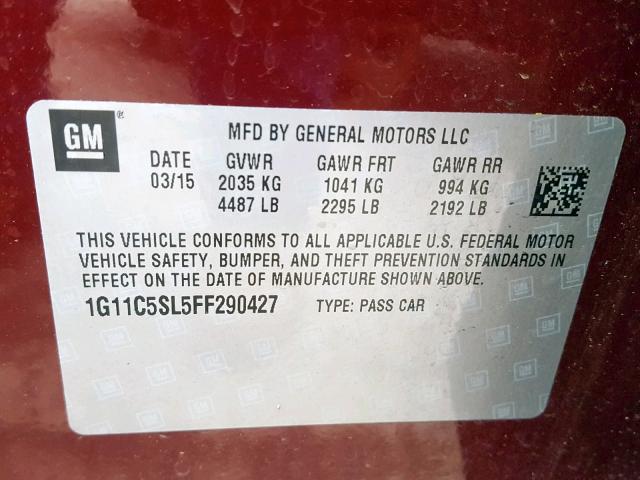 GM ®
MFD BY GENERAL MOTORS LLC
DATE GVWR GAWR FRT GAWR RR
03/15 2035 KG 1041 KG 994 KG
4487 LB 2295 LB 2192 LB
THIS VEHICLE CONFORMS TO ALL APPLICABLE U.S. FEDERAL MOTOR
VEHICLE SAFETY, BUMPER, AND THEFT PREVENTION STANDARDS IN
EFFECT ON THE DATE OF MANUFACTURE SHOWN ABOVE.
1G11C5SL5FF290427 TYPE: PASS CAR